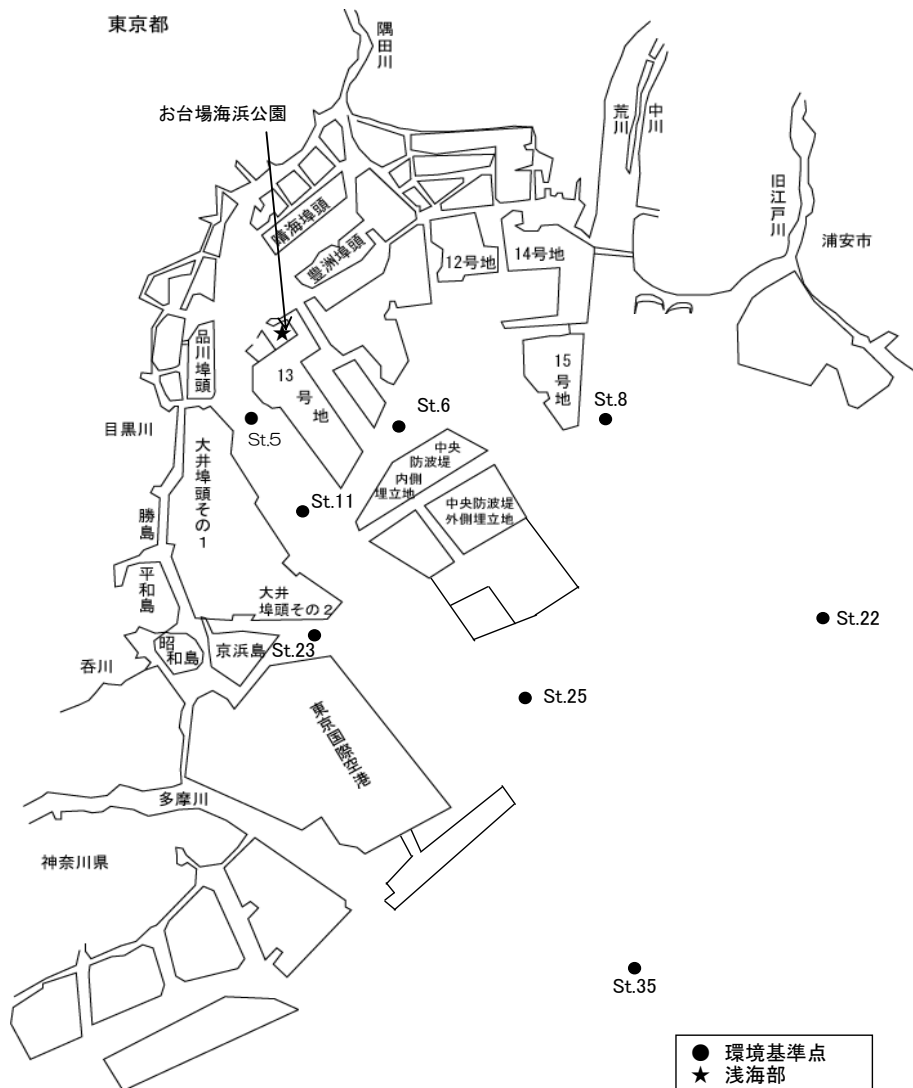 東京都
隅田川
お台場海浜公園
荒川
中川
旧江戸川
浦安市
晴海埠頭
豊洲埠頭
12号地
14号地
品川埠頭
13
号
地
15
号
地
St.6
St.8
目黒川
St.5
大井埠頭その1
中央
防波堤
内側
埋立地
中央防波堤
外側埋立地
St.11
勝島
平和島
大井
埠頭その2
St.22
昭和
島
京浜島
St.23
呑川
St.25
東京国際空港
多摩川
神奈川県
St.35
● 環境基準点
★ 浅海部